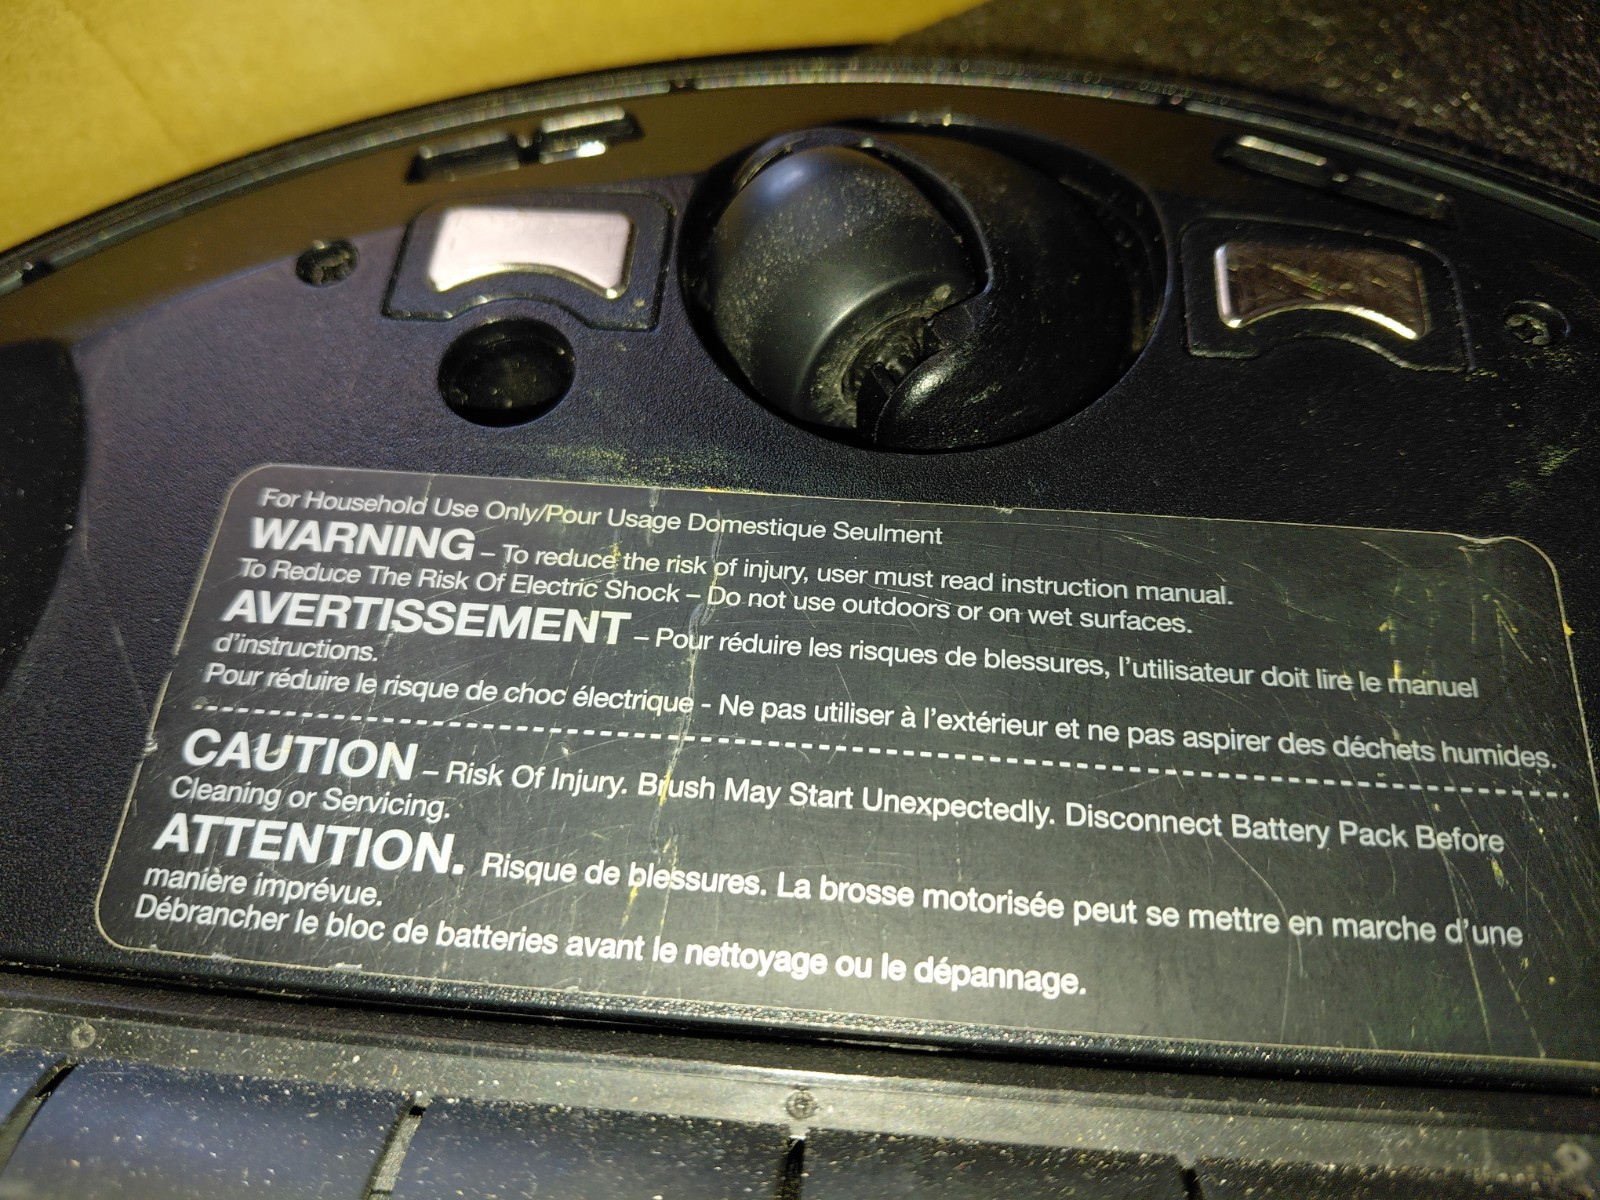 For Household Use Only/Pour Usage Domestique Seulment
WARNING – To reduce the risk of injury, user must read instruction manual.
To Reduce The Risk Of Electric Shock – Do not use outdoors or on wet surfaces.
AVERTISSEMENT – Pour réduire les risques de blessures, l'utilisateur doit lire le manuel
d'instructions.
Pour réduire le risque de choc électrique - Ne pas utiliser à l'extérieur et ne pas aspirer des déchets humides.
CAUTION – Risk Of Injury. Brush May Start Unexpectedly. Disconnect Battery Pack Before
Cleaning or Servicing.
ATTENTION. Risque de blessures. La brosse motorisée peut se mettre en marche d'une
manière imprévue.
Débrancher le bloc de batteries avant le nettoyage ou le dépannage.